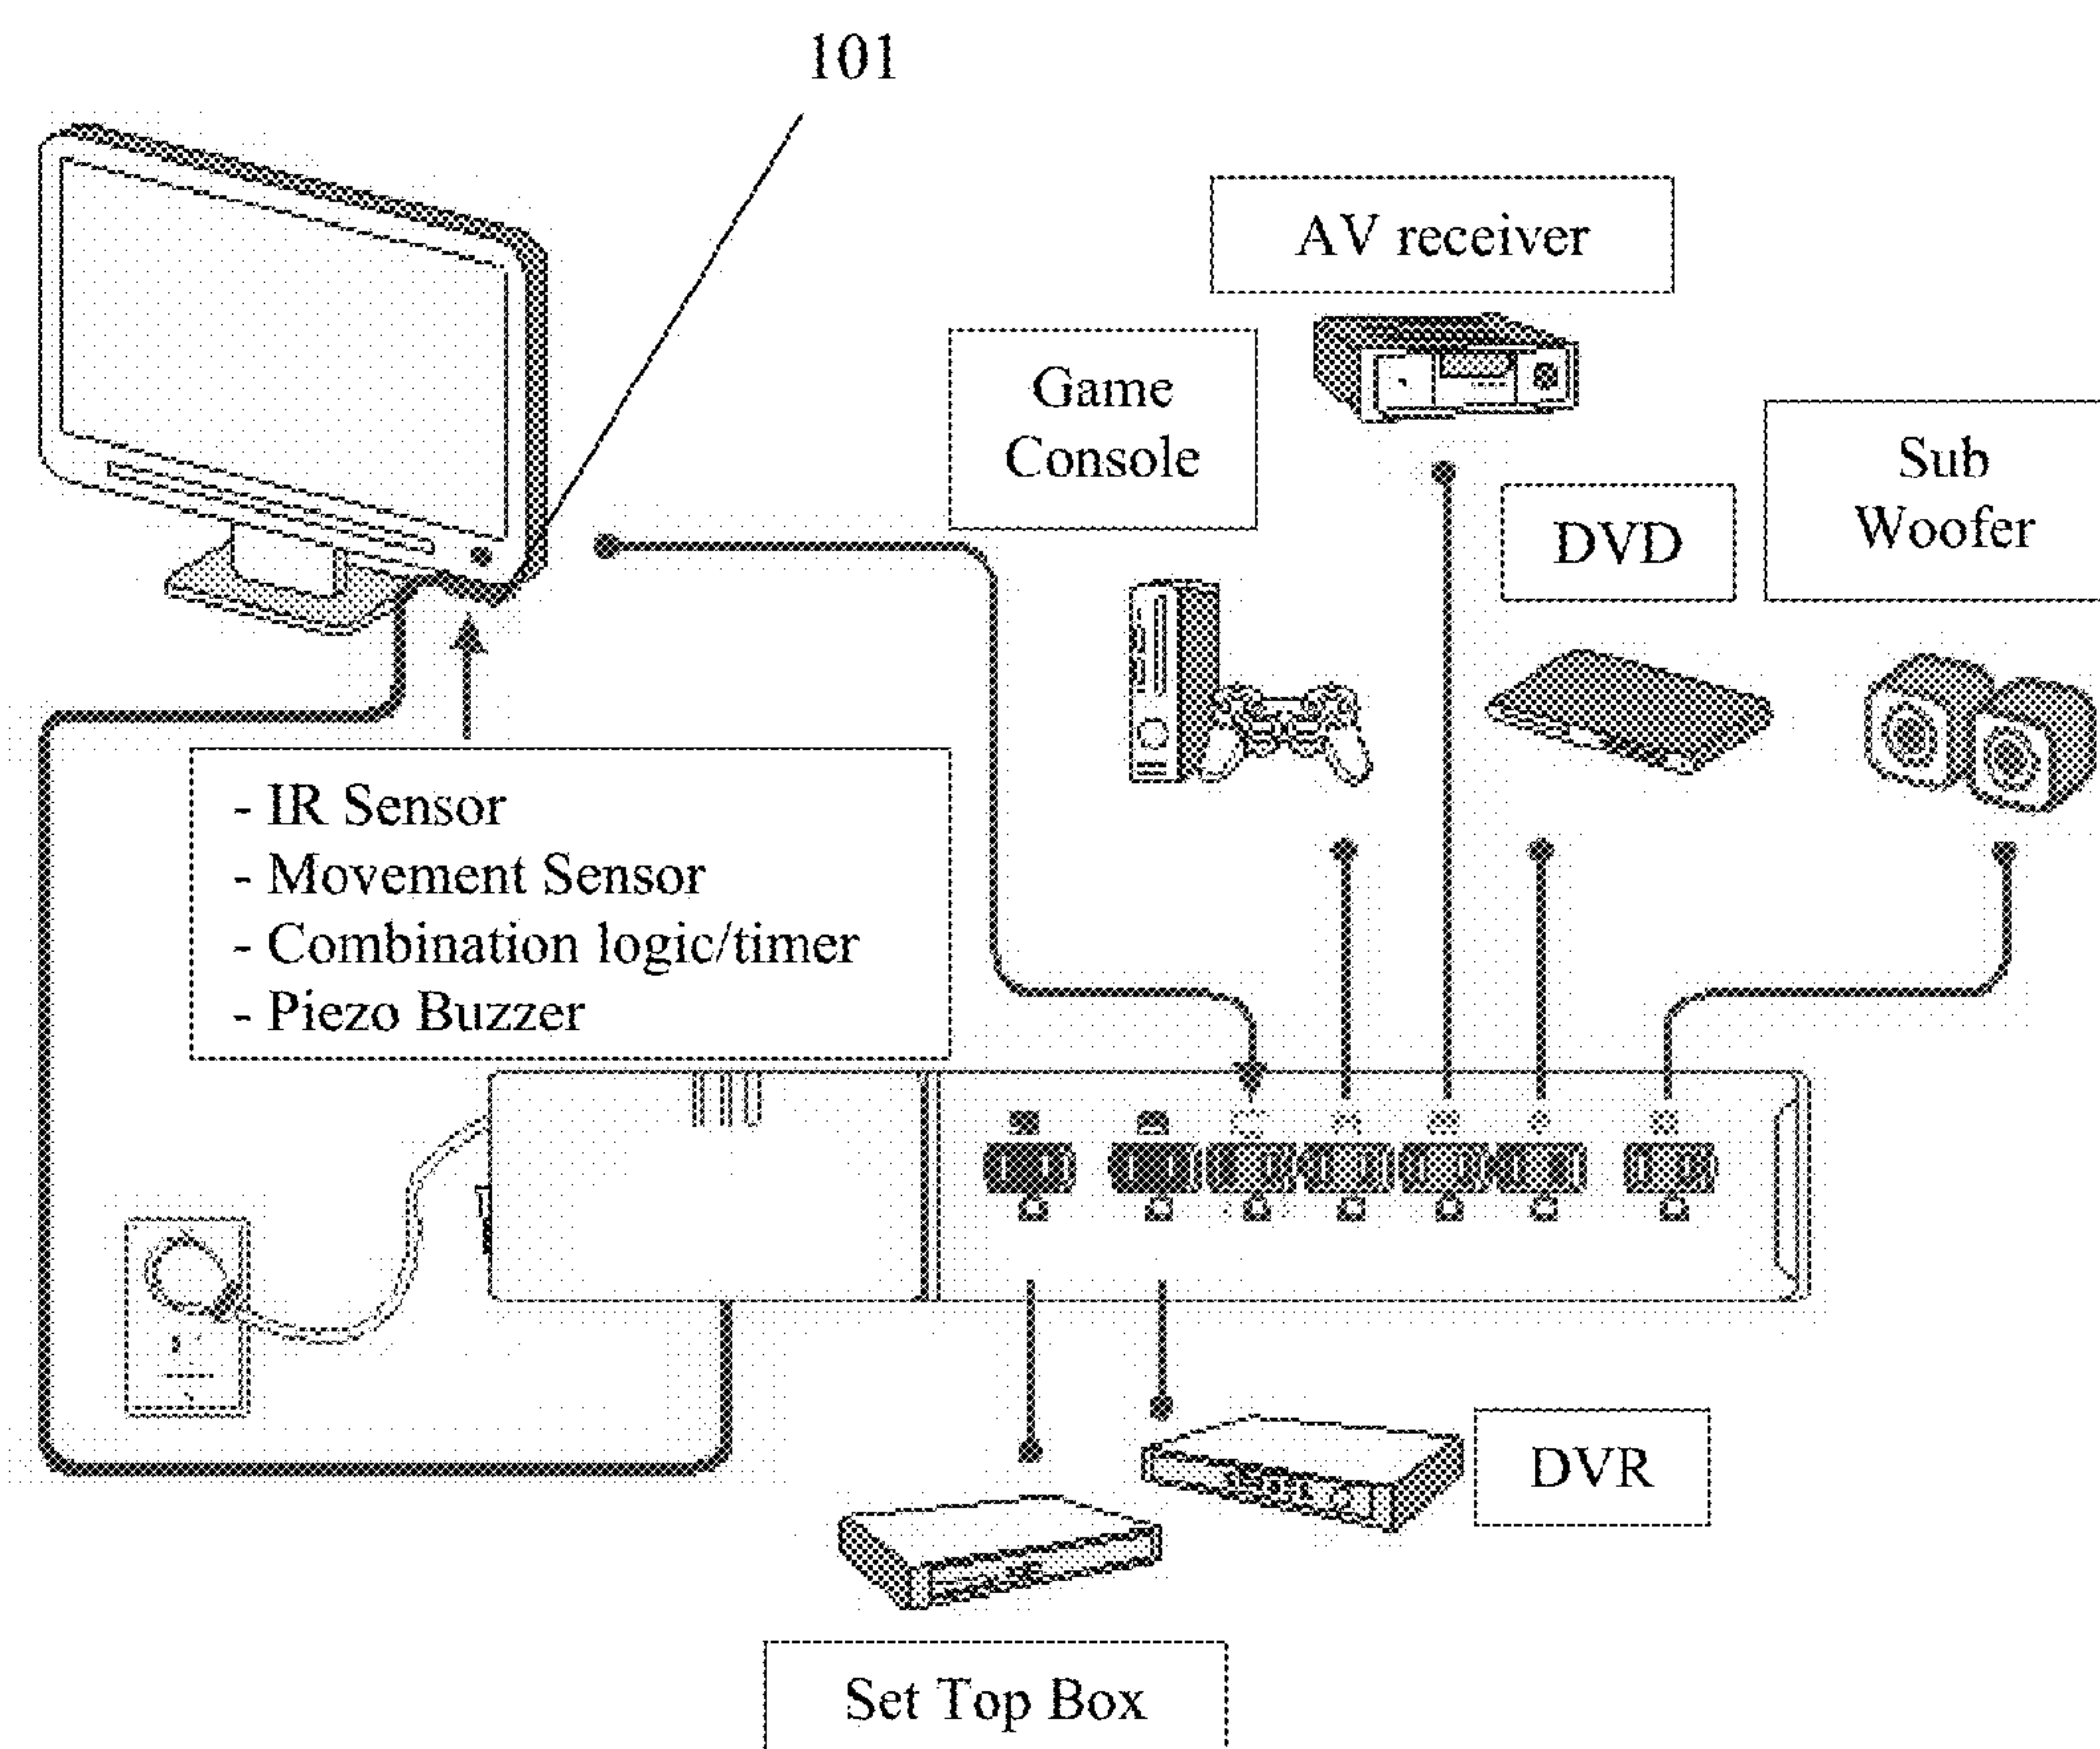 101
AV receiver
Game
Console
Sub
Woofer
DVD
- IR Sensor
- Movement Sensor
- Combination logic/timer
- Piezo Buzzer
DVR
Set Top Box